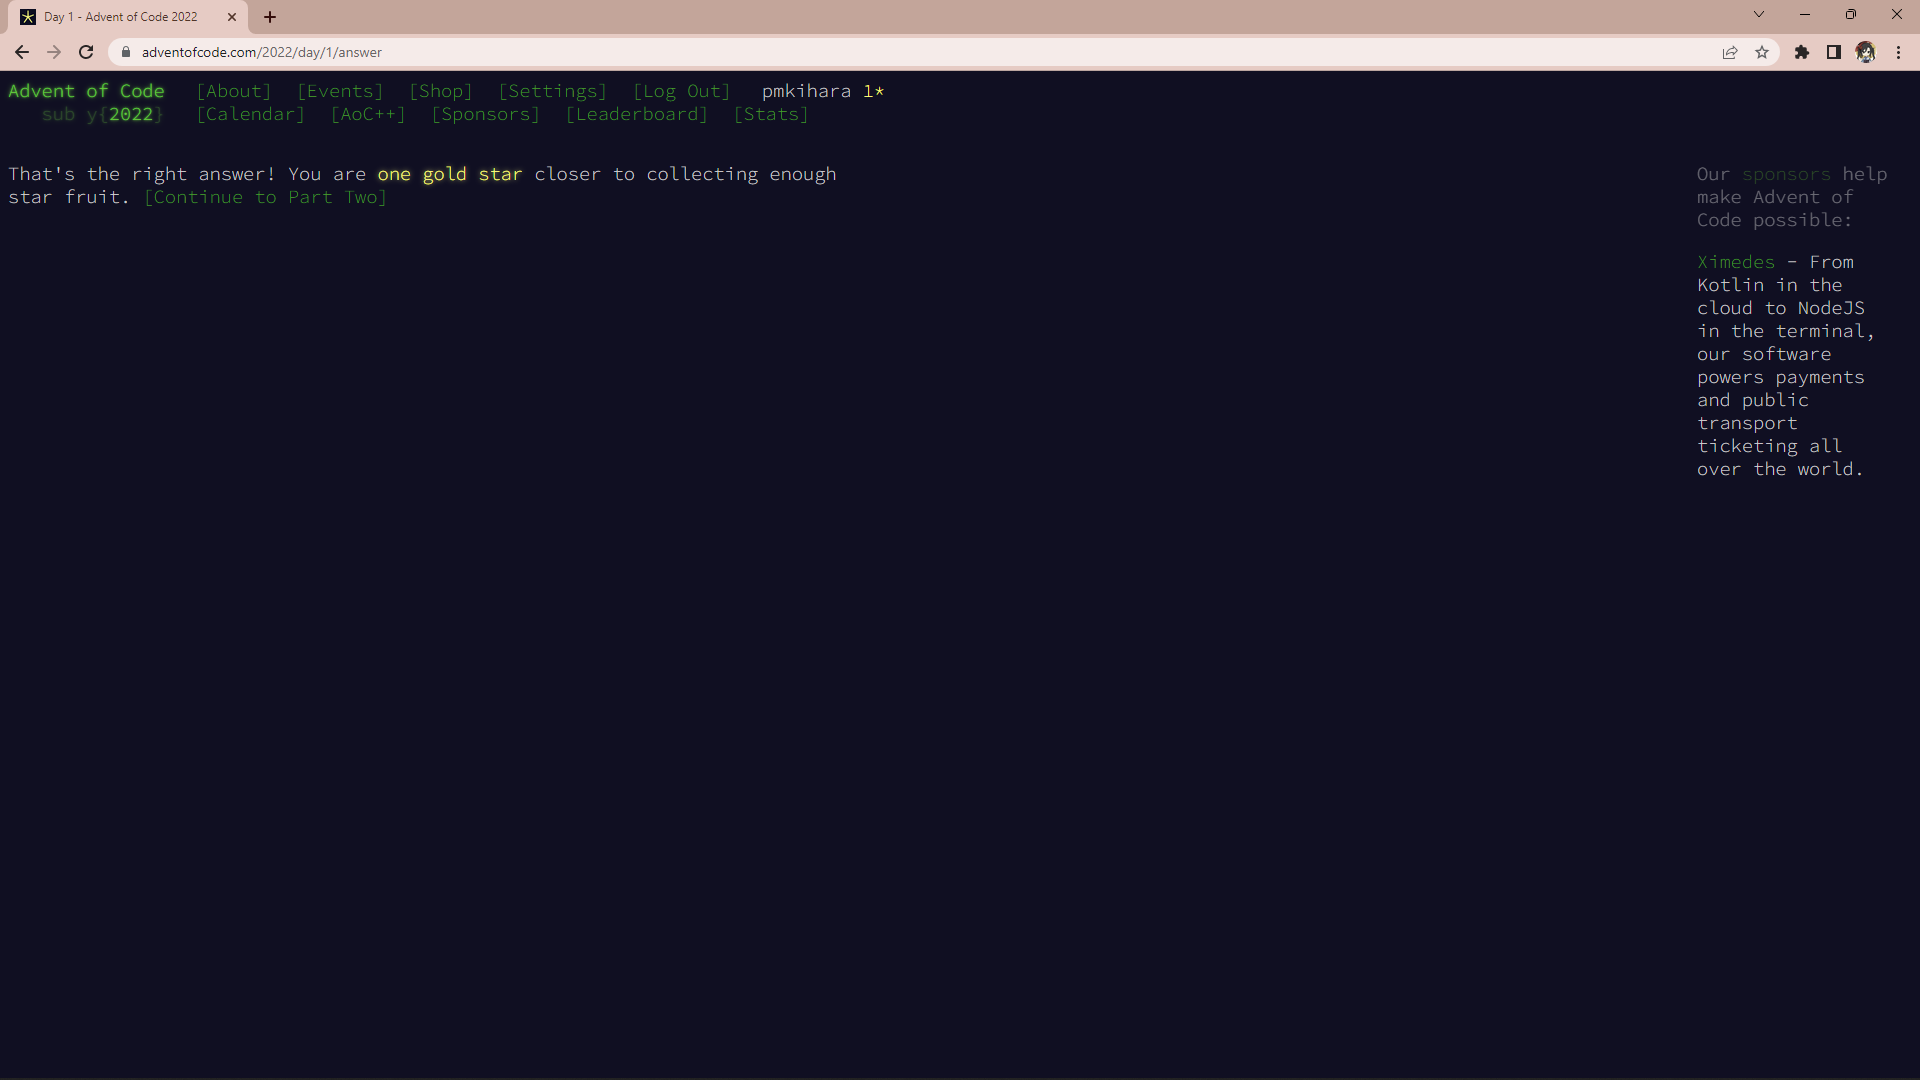 Day 1 - Advent of Code 2022
adventofcode.com/2022/day/1/answer
Advent of Code [About] [Events] [Shop] [Settings] [Log Out] pmkihara 1*
sub y{2022} [Calendar] [AoC++] [Sponsors] [Leaderboard] [Stats]
That's the right answer! You are one gold star closer to collecting enough
star fruit. [Continue to Part Two]
Our sponsors help
make Advent of
Code possible:
Ximedes - From
Kotlin in the
cloud to NodeJS
in the terminal,
our software
powers payments
and public
transport
ticketing all
over the world.